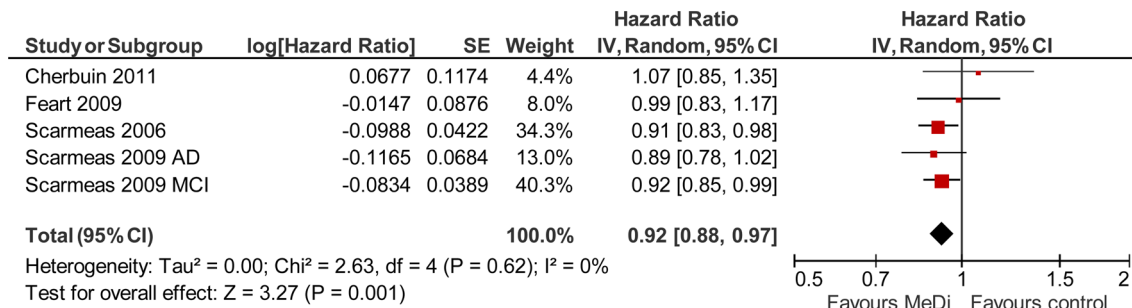 Hazard Ratio Hazard Ratio
Study or Subgroup log[Hazard Ratio] SE Weight IV, Random, 95% CI IV, Random, 95% CI
Cherbuin 2011 0.0677 0.1174 4.4% 1.07 [0.85, 1.35]
Feart 2009 -0.0147 0.0876 8.0% 0.99 [0.83, 1.17]
Scarmeas 2006 -0.0988 0.0422 34.3% 0.91 [0.83, 0.98]
Scarmeas 2009 AD -0.1165 0.0684 13.0% 0.89 [0.78, 1.02]
Scarmeas 2009 MCI -0.0834 0.0389 40.3% 0.92 [0.85, 0.99]
Total (95% CI) 100.0% 0.92 [0.88, 0.97]
Heterogeneity: Tau² = 0.00; Chi² = 2.63, df = 4 (P = 0.62); I² = 0%
Test for overall effect: Z = 3.27 (P = 0.001)
0.5 0.7 1 1.5 2
Favours MeDi Favours control